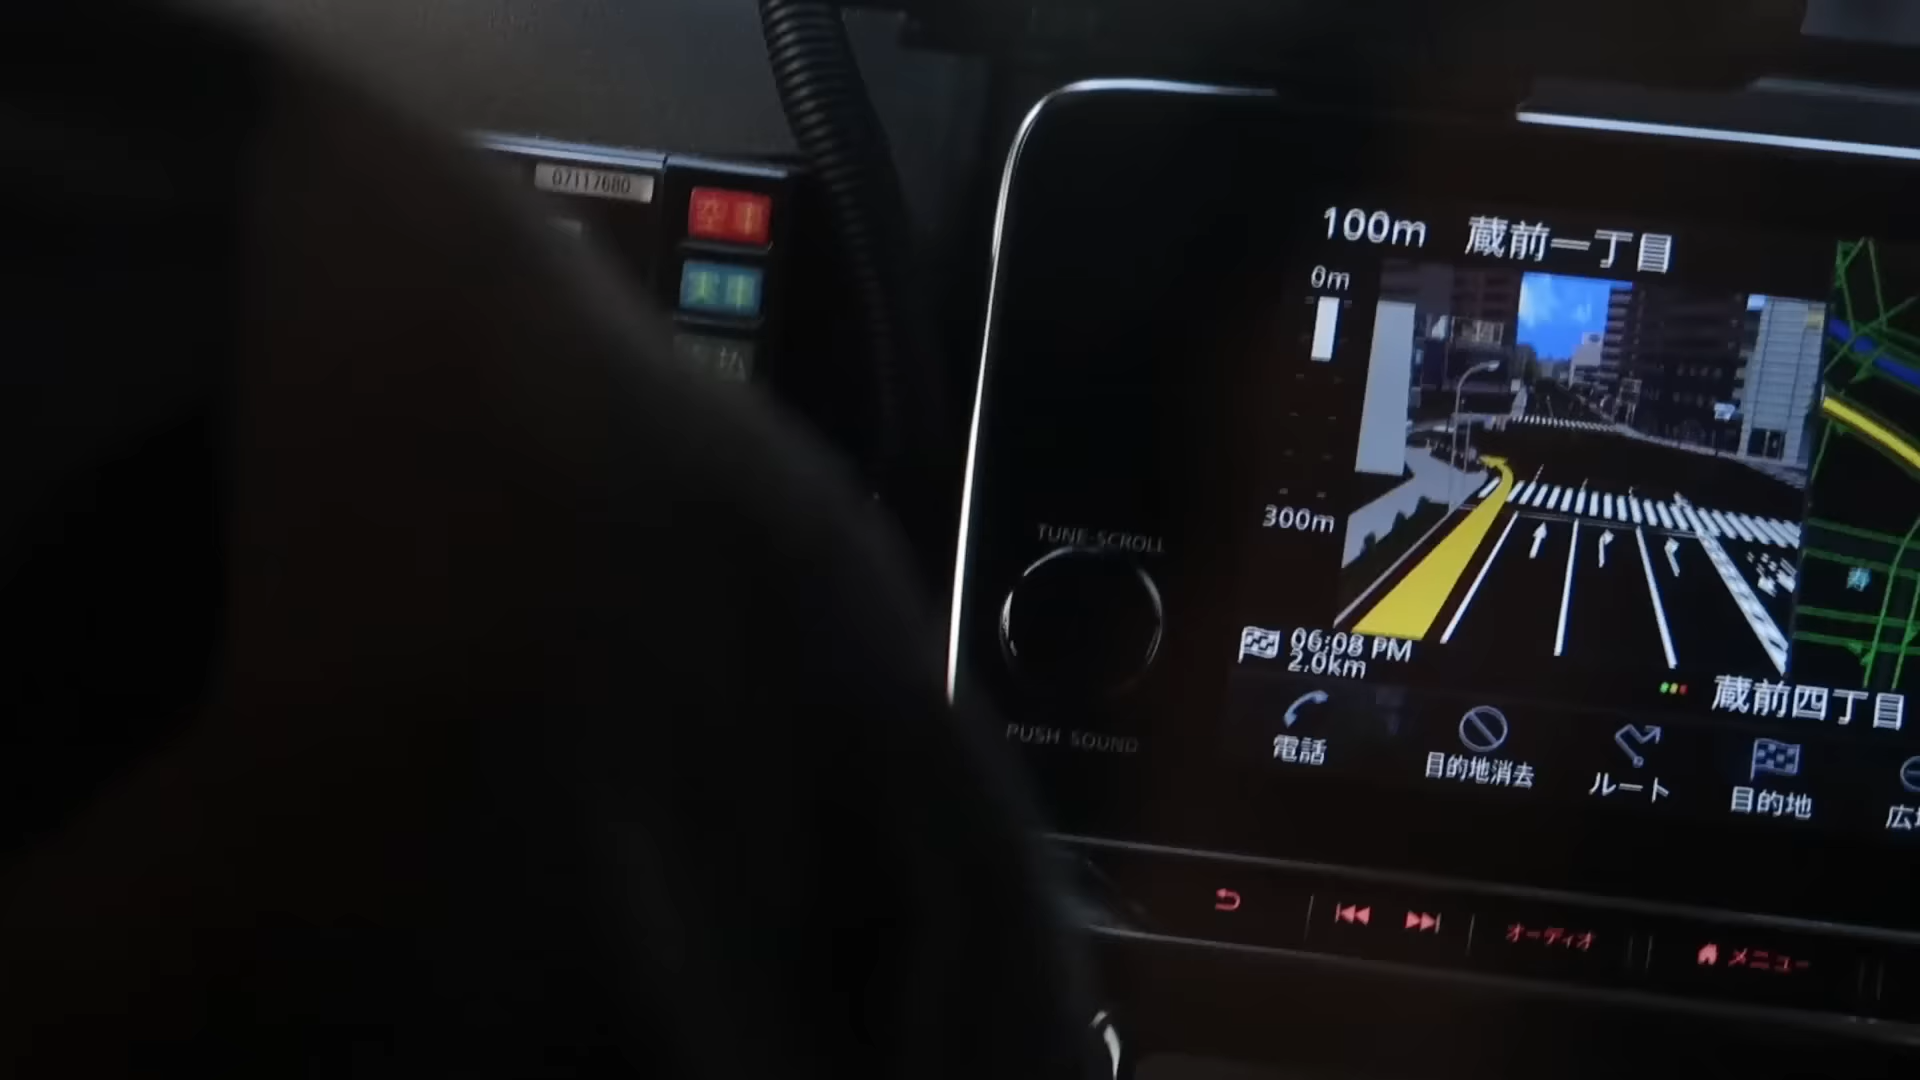 07117680
空車
実車
100m 蔵前一丁目
0m
300m
寿
TUNE·SCROLL
06:08 PM
2.0km
蔵前四丁目
PUSH SOUND
電話
目的地消去
ルート
目的地
オーディオ
メニュー